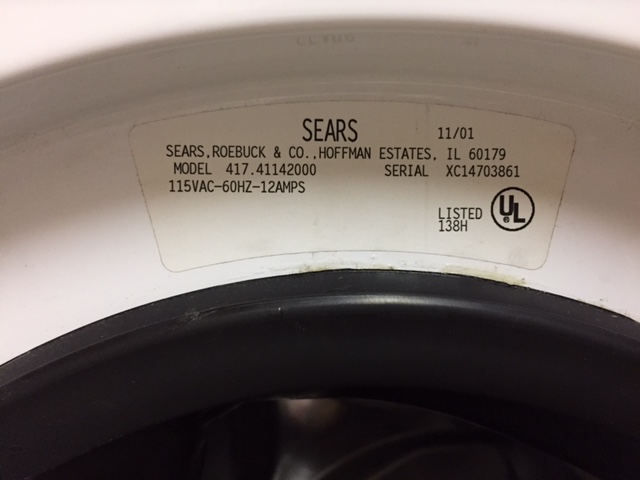 SEARS 11/01
SEARS,ROEBUCK & CO.,HOFFMAN ESTATES, IL 60179
MODEL 417.41142000 SERIAL XC14703861
115VAC-60HZ-12AMPS
LISTED UL
138H